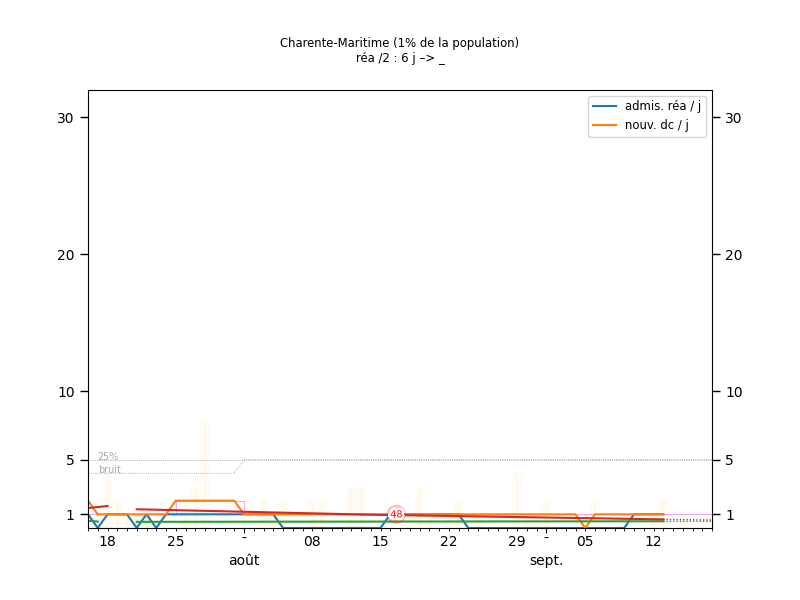 Charente-Maritime (1% de la population)
réa /2 : 6 j –> _
admis. réa / j
nouv. dc / j
30 30
20 20
10 10
25%
5 5
bruit
1 48 1
18 25 - 08 15 22 29 - 05 12
août sept.